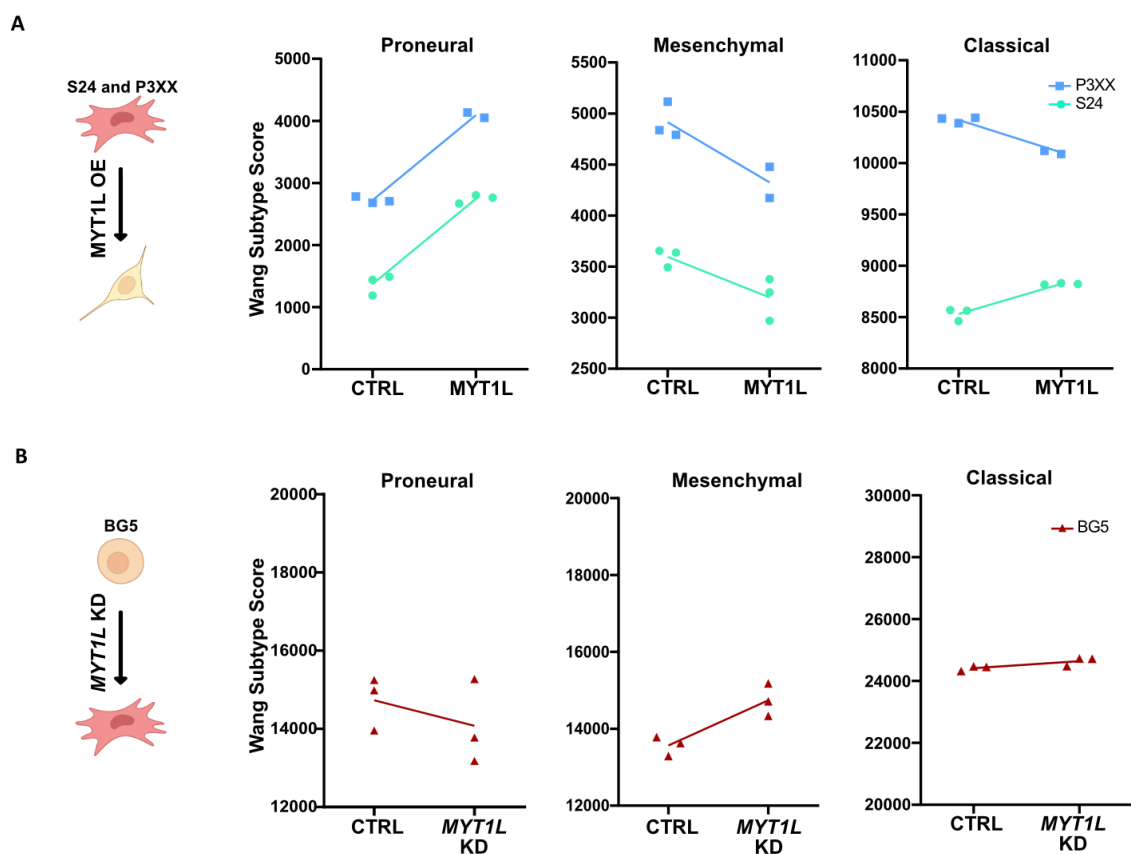 A
S24 and P3XX
MYT1L OE
Proneural
Wang Subtype Score
5000
4000
3000
2000
1000
0
CTRL
MYT1L
Mesenchymal
5500
5000
4500
4000
3500
3000
2500
CTRL
MYT1L
Classical
11000
10500
10000
9500
9000
8500
8000
CTRL
MYT1L
P3XX
S24
B
BG5
MYT1L KD
Proneural
Wang Subtype Score
20000
18000
16000
14000
12000
CTRL
MYT1L
KD
Mesenchymal
20000
18000
16000
14000
12000
CTRL
MYT1L
KD
Classical
30000
28000
26000
24000
22000
20000
CTRL
MYT1L
KD
BG5